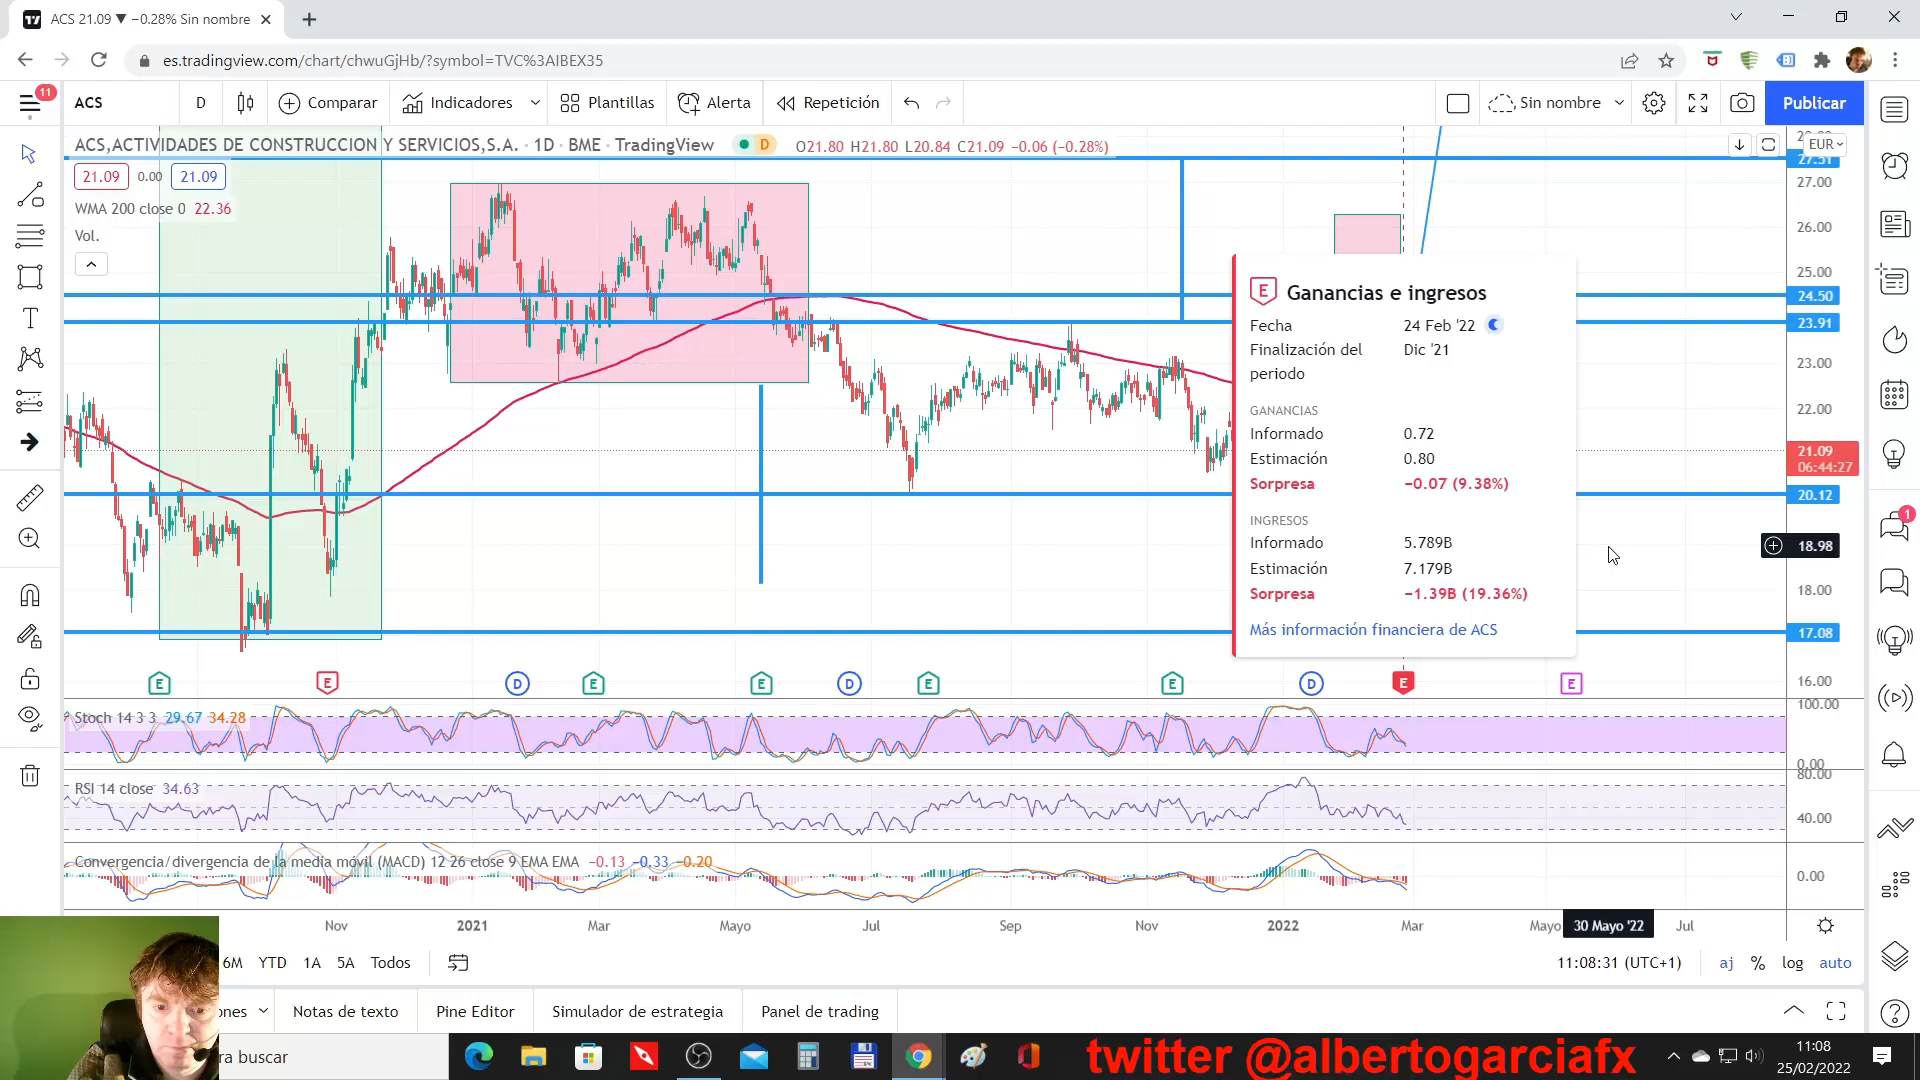 ACS 21.09 ▼ −0.28% Sin nombre
es.tradingview.com/chart/chwuGjHb/?symbol=TVC%3AIBEX35
11
ACS D Comparar Indicadores Plantillas Alerta Repetición Sin nombre Publicar
ACS,ACTIVIDADES DE CONSTRUCCION Y SERVICIOS,S.A. · 1D · BME · TradingView D O21.80 H21.80 L20.84 C21.09 −0.06 (−0.28%)
EUR
21.09 0.00 21.09
WMA 200 close 0 22.36
Vol.
27.51
27.00
26.00
25.00
24.50
23.91
23.00
22.00
21.09
06:44:27
20.12
18.98
18.00
17.08
16.00
E Ganancias e ingresos
Fecha 24 Feb '22
Finalización del periodo Dic '21
GANANCIAS
Informado 0.72
Estimación 0.80
Sorpresa −0.07 (9.38%)
INGRESOS
Informado 5.789B
Estimación 7.179B
Sorpresa −1.39B (19.36%)
Más información financiera de ACS
E E D E E D E E D E E
1
Stoch 14 3 3 29.67 34.28
100.00
0.00
RSI 14 close 34.63
80.00
40.00
Convergencia/divergencia de la media móvil (MACD) 12 26 close 9 EMA EMA −0.13 −0.33 −0.20
0.00
Nov 2021 Mar Mayo Jul Sep Nov 2022 Mar Mayo 30 Mayo '22 Jul
6M YTD 1A 5A Todos 11:08:31 (UTC+1) aj % log auto
ones Notas de texto Pine Editor Simulador de estrategia Panel de trading
ra buscar
twitter @albertogarciafx
11:08
25/02/2022